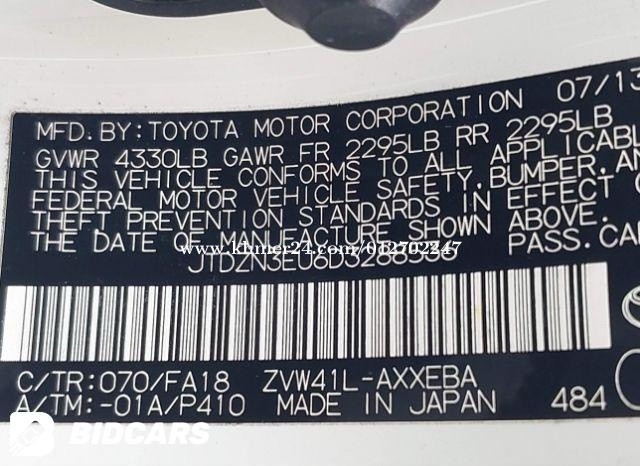 MFD.BY:TOYOTA MOTOR CORPORATION 07/13
GVWR 4330LB GAWR FR 2295LB RR 2295LB
THIS VEHICLE CONFORMS TO ALL APPLICABL
FEDERAL MOTOR VEHICLE SAFETY,BUMPER,AN
THEFT PREVENTION STANDARDS IN EFFECT O
THE DATE OF MANUFACTURE SHOWN ABOVE.
www.khmer24.com/012702247
PASS.CAR
C/TR:070/FA18 ZVW41L-AXXEBA
A/TM:-01A/P410 MADE IN JAPAN 484
BIDCARS